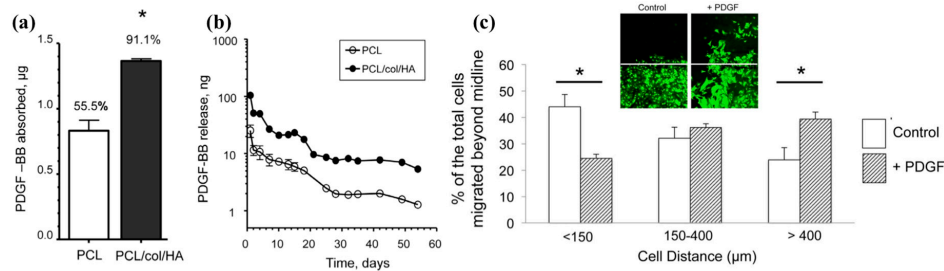 (a)
*
91.1%
55.5%
PDGF –BB absorbed, µg
1.5
1.0
0.5
0.0
PCL PCL/col/HA
(b)
PDGF-BB release, ng
1000
100
10
1
PCL
PCL/col/HA
0 10 20 30 40 50 60
Time, days
(c)
Control + PDGF
% of the total cells
migrated beyond midline
60
50
40
30
20
10
0
* *
<150 150-400 > 400
Cell Distance (µm)
Control
+ PDGF